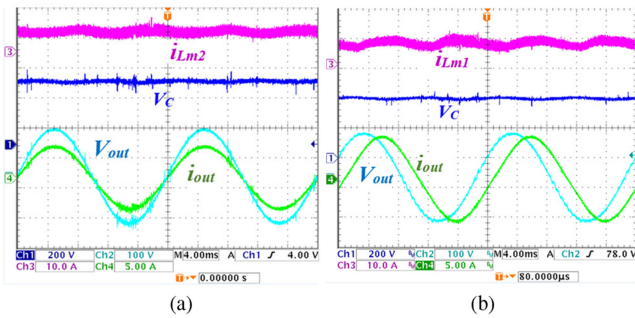 T
3
iLm2
VC
1
Vout
4
iout
Ch1 200 V Ch2 100 V M 4.00ms A Ch1 4.00 V
Ch3 10.0 A Ch4 5.00 A
T 0.00000 s
(a)
T
3
iLm1
VC
1
Vout iout
4
Ch1 200 V Ch2 100 V M 4.00ms A Ch2 78.0 V
Ch3 10.0 A Ch4 5.00 A
T 80.0000µs
(b)